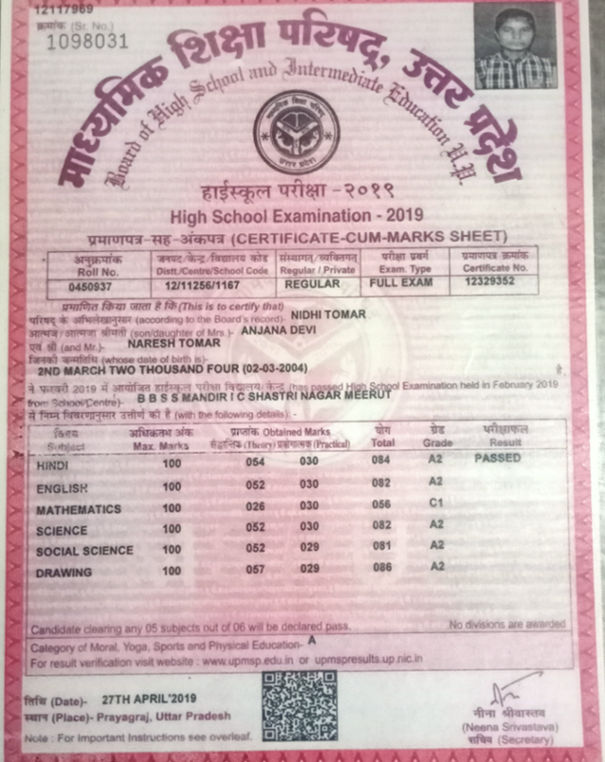 12117969
क्रमांक (Sr. No.)
1098031
माध्यमिक शिक्षा परिषद्, उत्तर प्रदेश
Board of High School and Intermediate Education U.P.
हाईस्कूल परीक्षा -२०१९
High School Examination - 2019
प्रमाणपत्र-सह-अंकपत्र (CERTIFICATE-CUM-MARKS SHEET)
अनुक्रमांक जनपद/केन्द्र/विद्यालय कोड संस्थागत/व्यक्तिगत परीक्षा प्रवर्ग प्रमाणपत्र क्रमांक
Roll No. Distt./Centre/School Code Regular / Private Exam. Type Certificate No.
0450937 12/11256/1167 REGULAR FULL EXAM 12329352
प्रमाणित किया जाता है कि (This is to certify that)
परिषद के अभिलेखानुसार (according to the Board's record)- NIDHI TOMAR
आत्मज/आत्मजा श्रीमती (son/daughter of Mrs.)- ANJANA DEVI
एवं श्री (and Mr.)- NARESH TOMAR
जिनकी जन्मतिथि (whose date of birth is)-
2ND MARCH TWO THOUSAND FOUR (02-03-2004) है
ने फरवरी 2019 में आयोजित हाईस्कूल परीक्षा विद्यालय/केन्द्र (has passed High School Examination held in February 2019
from School/Centre)- B B S S MANDIR I C SHASTRI NAGAR MEERUT
से निम्न विवरणानुसार उत्तीर्ण की है (with the following details): -
विषय अधिकतम अंक प्राप्तांक Obtained Marks योग ग्रेड परीक्षाफल
Subject Max. Marks सैद्धान्तिक (Theory) प्रयोगात्मक (Practical) Total Grade Result
HINDI 100 054 030 084 A2 PASSED
ENGLISH 100 052 030 082 A2
MATHEMATICS 100 026 030 056 C1
SCIENCE 100 052 030 082 A2
SOCIAL SCIENCE 100 052 029 081 A2
DRAWING 100 057 029 086 A2
Candidate clearing any 05 subjects out of 06 will be declared pass. No divisions are awarded
Category of Moral, Yoga, Sports and Physical Education- A
For result verification visit website : www.upmsp.edu.in or upmspresults.up.nic.in
तिथि (Date)- 27TH APRIL'2019
स्थान (Place)- Prayagraj, Uttar Pradesh
Note : For Important Instructions see overleaf.
नीना श्रीवास्तव
(Neena Srivastava)
सचिव (Secretary)